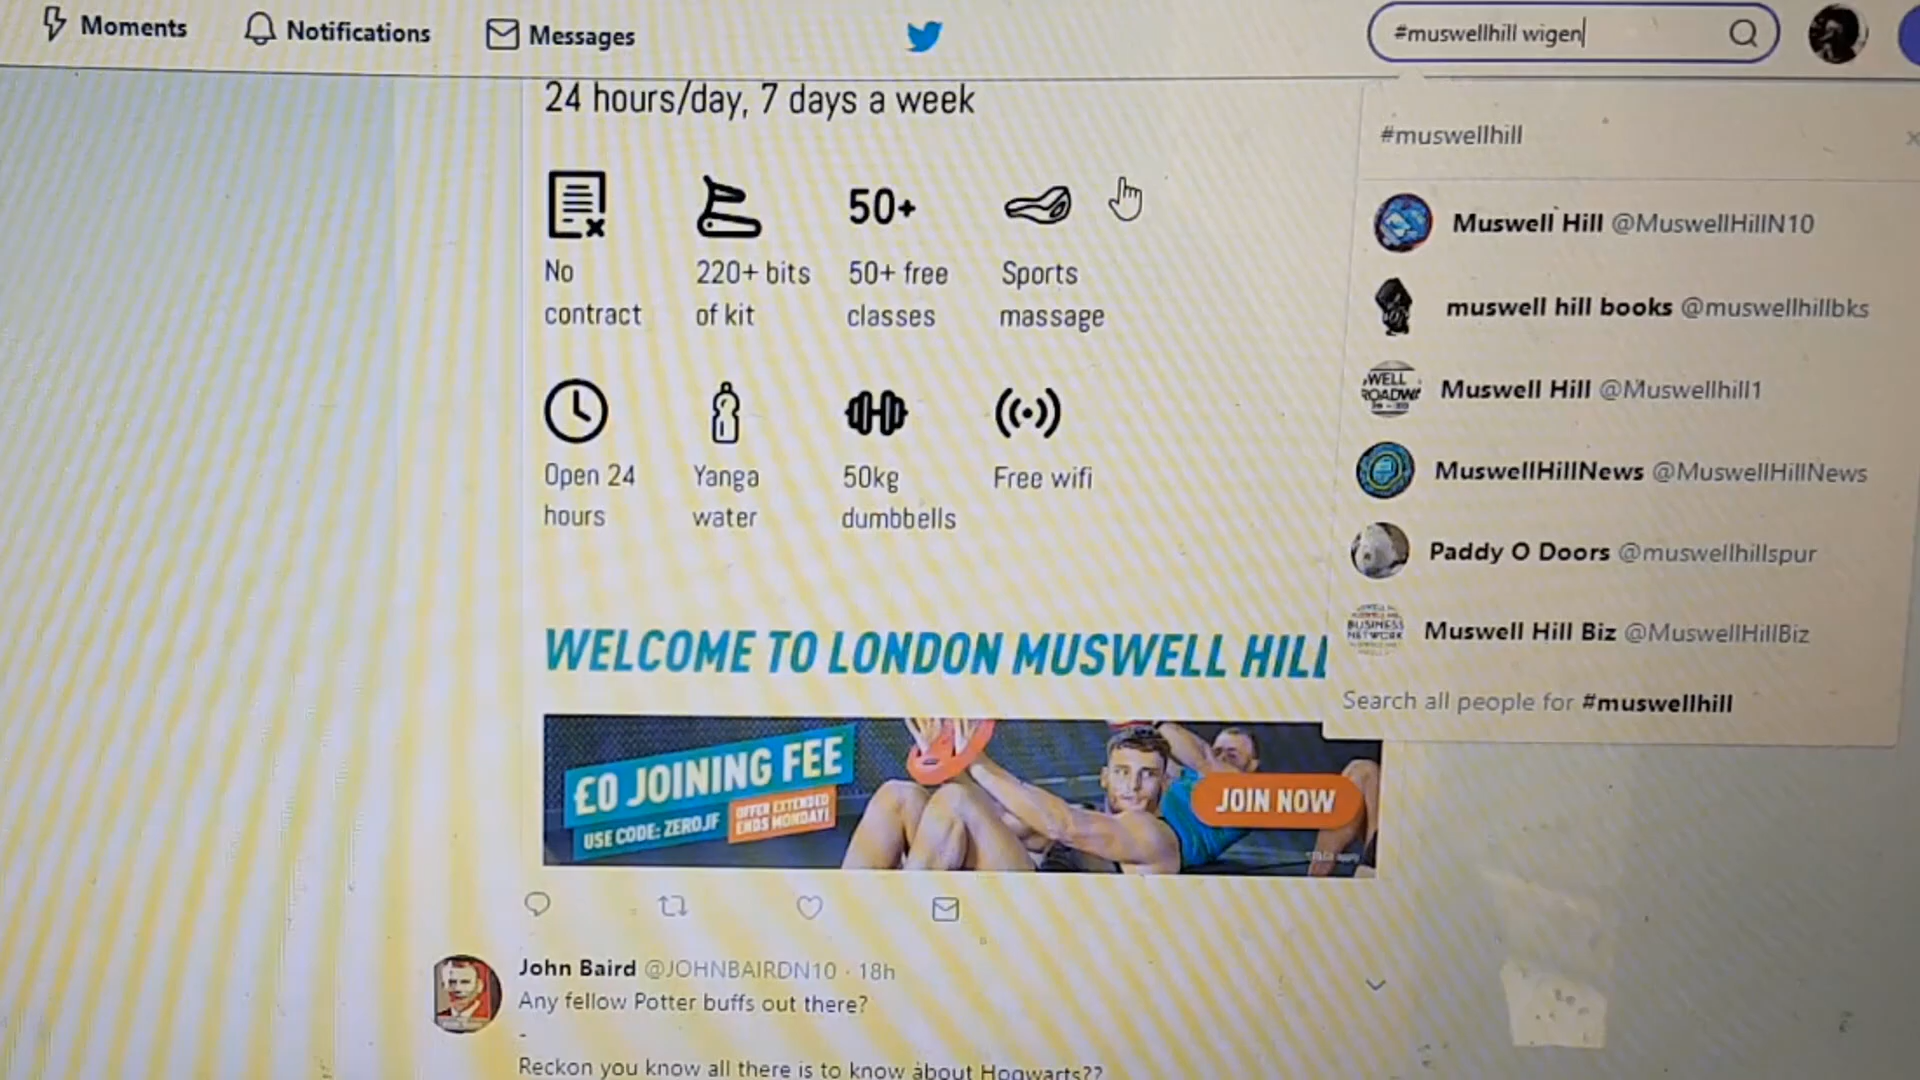 Moments
Notifications
Messages
#muswellhill wigen
24 hours/day, 7 days a week
No
contract
220+ bits
of kit
50+
50+ free
classes
Sports
massage
Open 24
hours
Yanga
water
50kg
dumbbells
Free wifi
WELCOME TO LONDON MUSWELL HILL
£0 JOINING FEE
USE CODE: ZEROJF
OFFER EXTENDED
ENDS MONDAY!
JOIN NOW
John Baird @JOHNBAIRDN10 · 18h
Any fellow Potter buffs out there?
-
Reckon you know all there is to know about Hogwarts??
#muswellhill
Muswell Hill @MuswellHillN10
muswell hill books @muswellhillbks
WELL
ROADW
Muswell Hill @Muswellhill1
MuswellHillNews @MuswellHillNews
Paddy O Doors @muswellhillspur
BUSINESS
NETWORK
Muswell Hill Biz @MuswellHillBiz
Search all people for #muswellhill